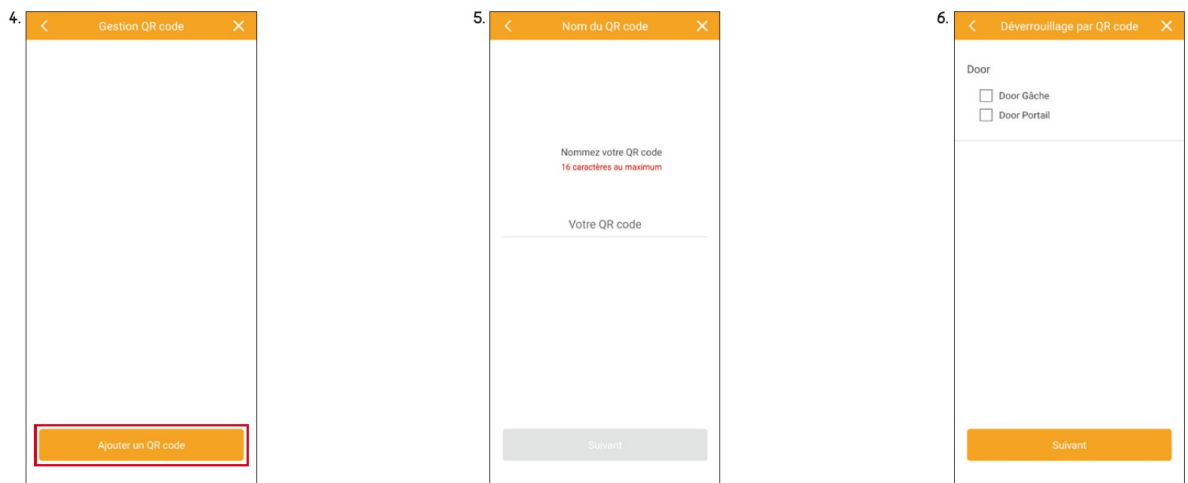 4.
Gestion QR code
Ajouter un QR code
5.
Nom du QR code
Nommez votre QR code
16 caractères au maximum
Votre QR code
Suivant
6.
Déverrouillage par QR code
Door
Door Gâche
Door Portail
Suivant